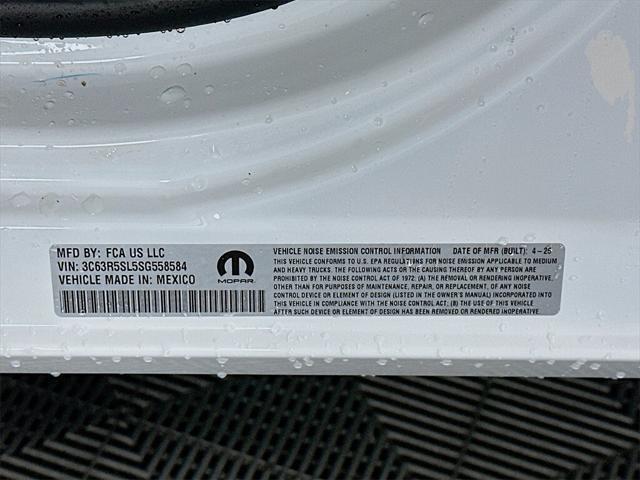 MFD BY: FCA US LLC
VIN: 3C63R5SL5SG558584
VEHICLE MADE IN: MEXICO
MOPAR
VEHICLE NOISE EMISSION CONTROL INFORMATION DATE OF MFR (BUILT): 4-25
THIS VEHICLE CONFORMS TO U.S. EPA REGULATIONS FOR NOISE EMISSION APPLICABLE TO MEDIUM
AND HEAVY TRUCKS. THE FOLLOWING ACTS OR THE CAUSING THEREOF BY ANY PERSON ARE
PROHIBITED BY THE NOISE CONTROL ACT OF 1972: (A) THE REMOVAL OR RENDERING INOPERATIVE,
OTHER THAN FOR PURPOSES OF MAINTENANCE, REPAIR, OR REPLACEMENT, OF ANY NOISE
CONTROL DEVICE OR ELEMENT OF DESIGN (LISTED IN THE OWNER'S MANUAL) INCORPORATED INTO
THIS VEHICLE IN COMPLIANCE WITH THE NOISE CONTROL ACT, (B) THE USE OF THIS VEHICLE
AFTER SUCH DEVICE OR ELEMENT OF DESIGN HAS BEEN REMOVED OR RENDERED INOPERATIVE